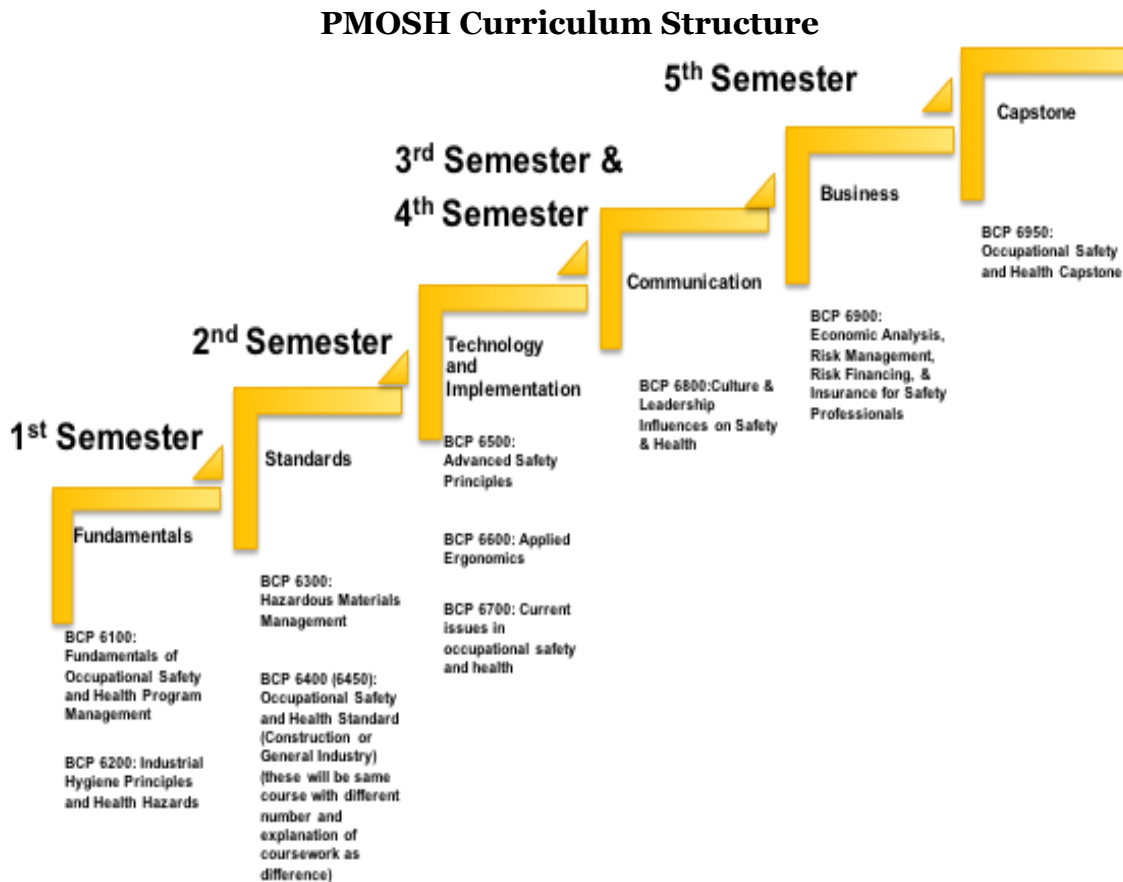 PMOSH Curriculum Structure
1st Semester
Fundamentals
BCP 6100:
Fundamentals of
Occupational Safety
and Health Program
Management
BCP 6200: Industrial
Hygiene Principles
and Health Hazards
2nd Semester
Standards
BCP 6300:
Hazardous Materials
Management
BCP 6400 (6450):
Occupational Safety
and Health Standard
(Construction or
General Industry)
(these will be same
course with different
number and
explanation of
coursework as
difference)
3rd Semester &
4th Semester
Technology
and
Implementation
BCP 6500:
Advanced Safety
Principles
BCP 6600: Applied
Ergonomics
BCP 6700: Current
issues in
occupational safety
and health
Communication
BCP 6800:Culture &
Leadership
Influences on Safety
& Health
5th Semester
Business
BCP 6900:
Economic Analysis,
Risk Management,
Risk Financing, &
Insurance for Safety
Professionals
Capstone
BCP 6950:
Occupational Safety
and Health Capstone